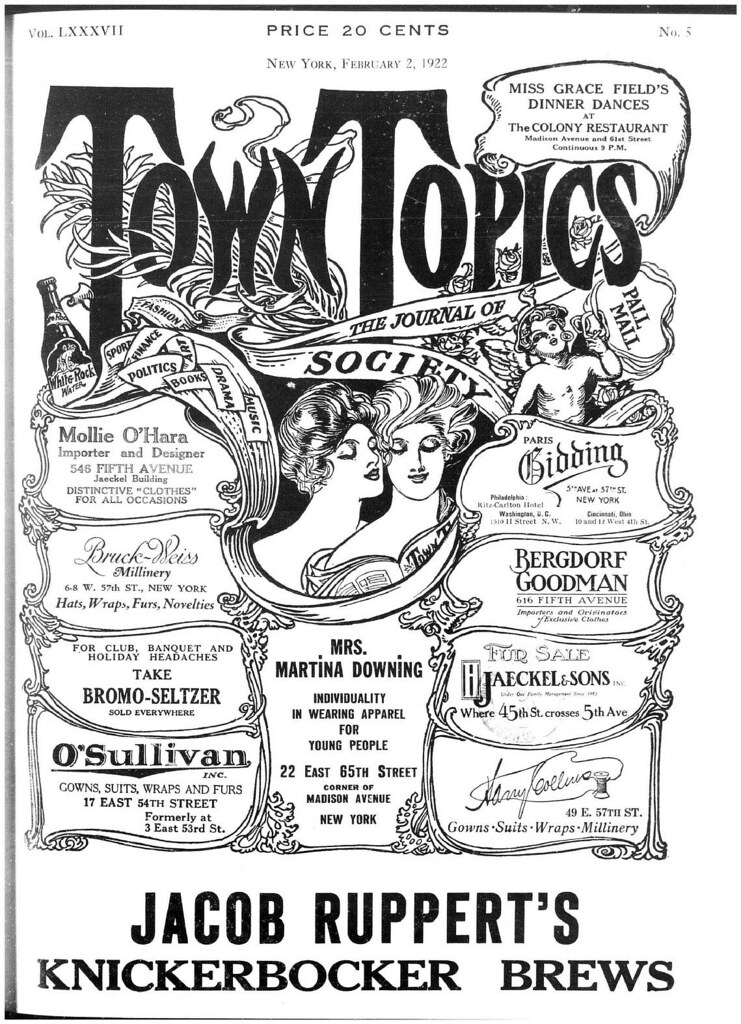 VOL. LXXXVII
PRICE 20 CENTS
No. 5
NEW YORK, FEBRUARY 2, 1922
MISS GRACE FIELD'S
DINNER DANCES
AT
The COLONY RESTAURANT
Madison Avenue and 61st Street
Continuous 9 P.M.
TOWN TOPICS
THE JOURNAL OF
SOCIETY
PALL
MALL
White Rock
WATER
FASHION
SPORT
FINANCE
ART
POLITICS
BOOKS
DRAMA
MUSIC
Mollie O'Hara
Importer and Designer
546 FIFTH AVENUE
Jaeckel Building
DISTINCTIVE "CLOTHES"
FOR ALL OCCASIONS
PARIS
Gidding
5TH AVE AT 57TH ST.
NEW YORK
Philadelphia:
Ritz-Carlton Hotel
Washington, D. C.
1310 H Street N. W.
Cincinnati, Ohio
10 and 12 West 4th St.
Bruck-Weiss
Millinery
6-8 W. 57th ST., NEW YORK
Hats, Wraps, Furs, Novelties
BERGDORF
GOODMAN
616 FIFTH AVENUE
Importers and Originators
of Exclusive Clothes
FOR CLUB, BANQUET AND
HOLIDAY HEADACHES
TAKE
BROMO-SELTZER
SOLD EVERYWHERE
MRS.
MARTINA DOWNING
INDIVIDUALITY
IN WEARING APPAREL
FOR
YOUNG PEOPLE
22 EAST 65TH STREET
CORNER OF
MADISON AVENUE
NEW YORK
FUR SALE
H. JAECKEL & SONS INC.
Under One Family Management Since
Where 45th St. crosses 5th Ave
O'Sullivan,
INC.
GOWNS, SUITS, WRAPS AND FURS
17 EAST 54TH STREET
Formerly at
3 East 53rd St.
Harry Collins
49 E. 57TH ST.
Gowns·Suits·Wraps·Millinery
JACOB RUPPERT'S
KNICKERBOCKER BREWS